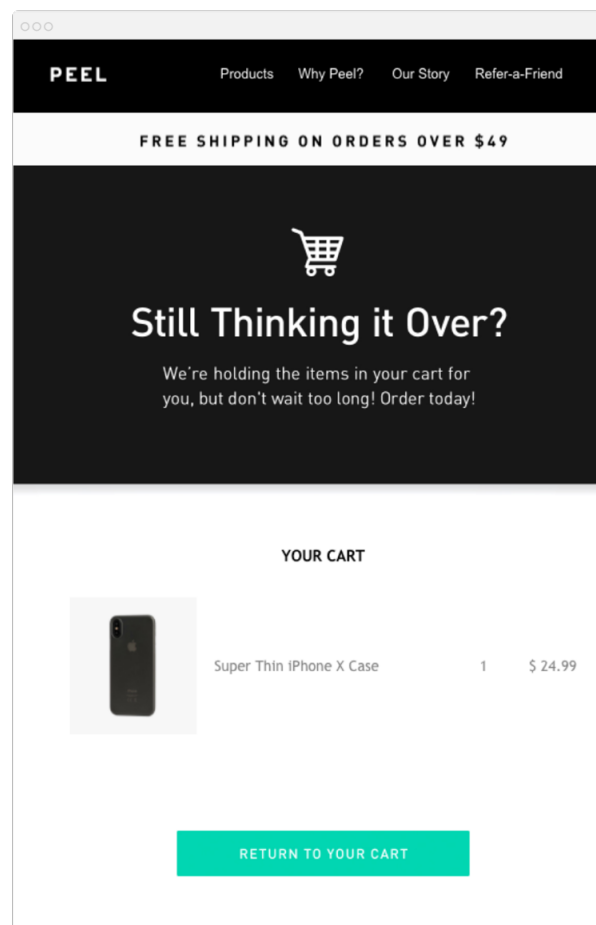 PEEL
Products Why Peel? Our Story Refer-a-Friend
FREE SHIPPING ON ORDERS OVER $49
Still Thinking it Over?
We're holding the items in your cart for
you, but don't wait too long! Order today!
YOUR CART
Super Thin iPhone X Case 1 $ 24.99
RETURN TO YOUR CART